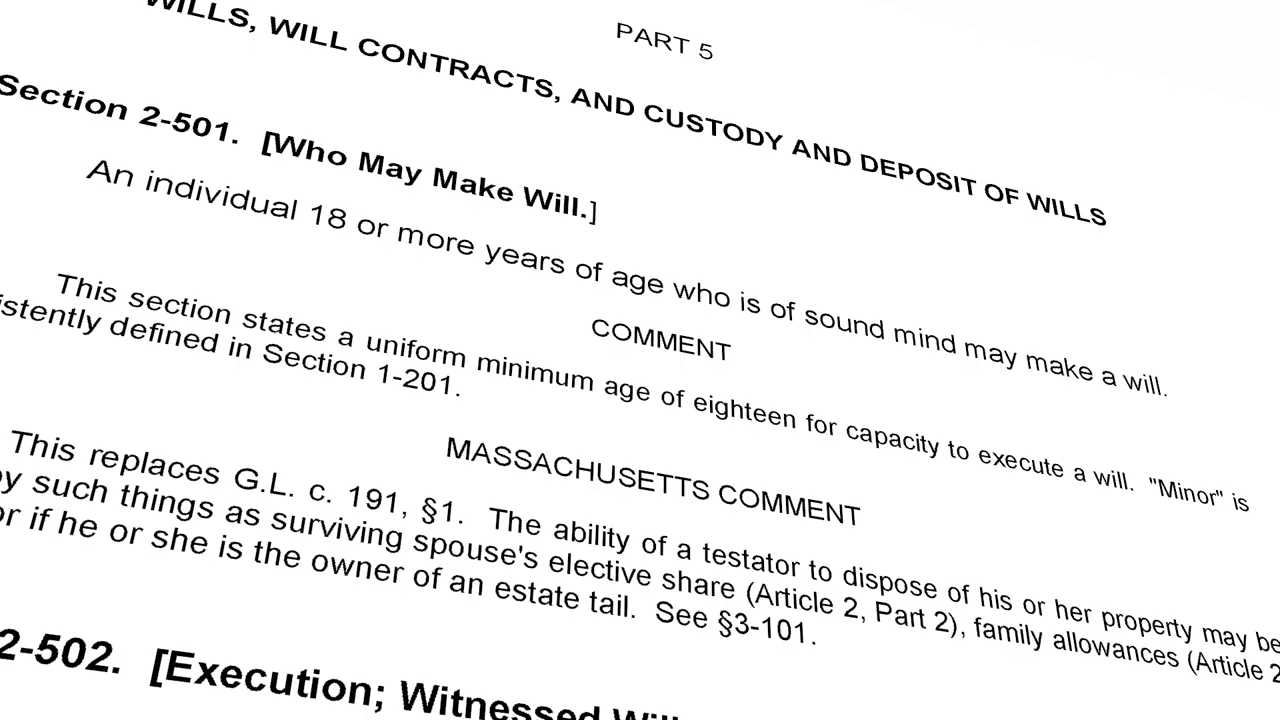 PART 5
WILLS, WILL CONTRACTS, AND CUSTODY AND DEPOSIT OF WILLS
Section 2-501. [Who May Make Will.]
An individual 18 or more years of age who is of sound mind may make a will.
COMMENT
This section states a uniform minimum age of eighteen for capacity to execute a will. "Minor" is
defined in Section 1-201.
MASSACHUSETTS COMMENT
This replaces G.L. c. 191, §1. The ability of a testator to dispose of his or her property may be
such things as surviving spouse's elective share (Article 2, Part 2), family allowances (Article 2
or if he or she is the owner of an estate tail. See §3-101.
2-502. [Execution; Witnessed